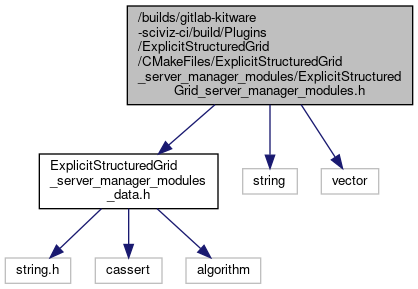 /builds/gitlab-kitware
-sciviz-ci/build/Plugins
/ExplicitStructuredGrid
/CMakeFiles/ExplicitStructuredGrid
_server_manager_modules/ExplicitStructured
Grid_server_manager_modules.h
ExplicitStructuredGrid
_server_manager_modules
_data.h
string
vector
string.h
cassert
algorithm